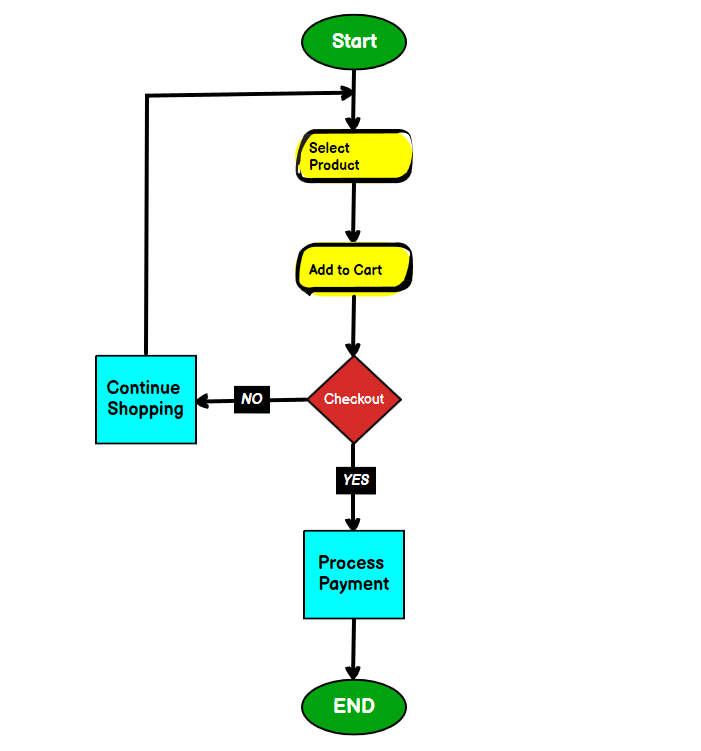 Start
Select
Product
Add to Cart
Continue
Shopping
NO
Checkout
YES
Process
Payment
END